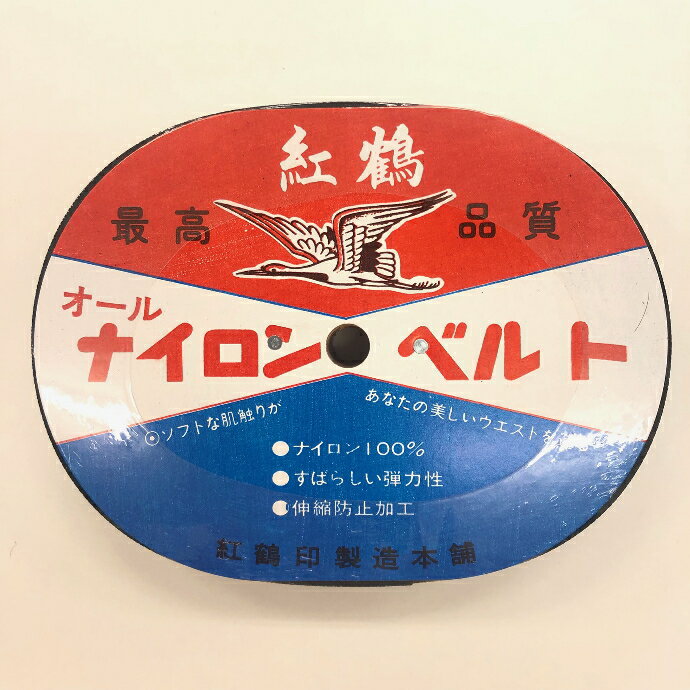 紅鶴
最高 品質
オール
ナイロン ベルト
ソフトな肌触りが あなたの美しいウエストを
ナイロン100%
すばらしい弾力性
伸縮防止加工
紅鶴印製造本舗